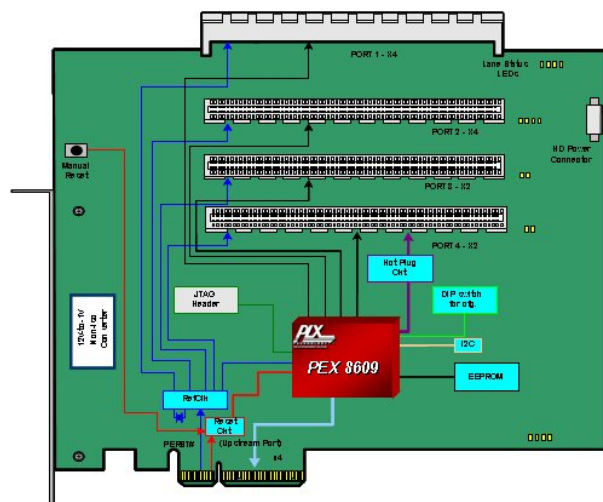 PORT 1 - X4
Lane Status
LEDs
PORT 2 - X4
HD Power
Connector
Manual
Reset
PORT 3 - X2
PORT 4 - X2
Hot Plug
Cnt
JTAG
Header
DIP switch
for cfg.
I2C
PLX
PEX 8609
EEPROM
RefClk
Reset
Cnt
PERST#
(Upstream Port)
x4